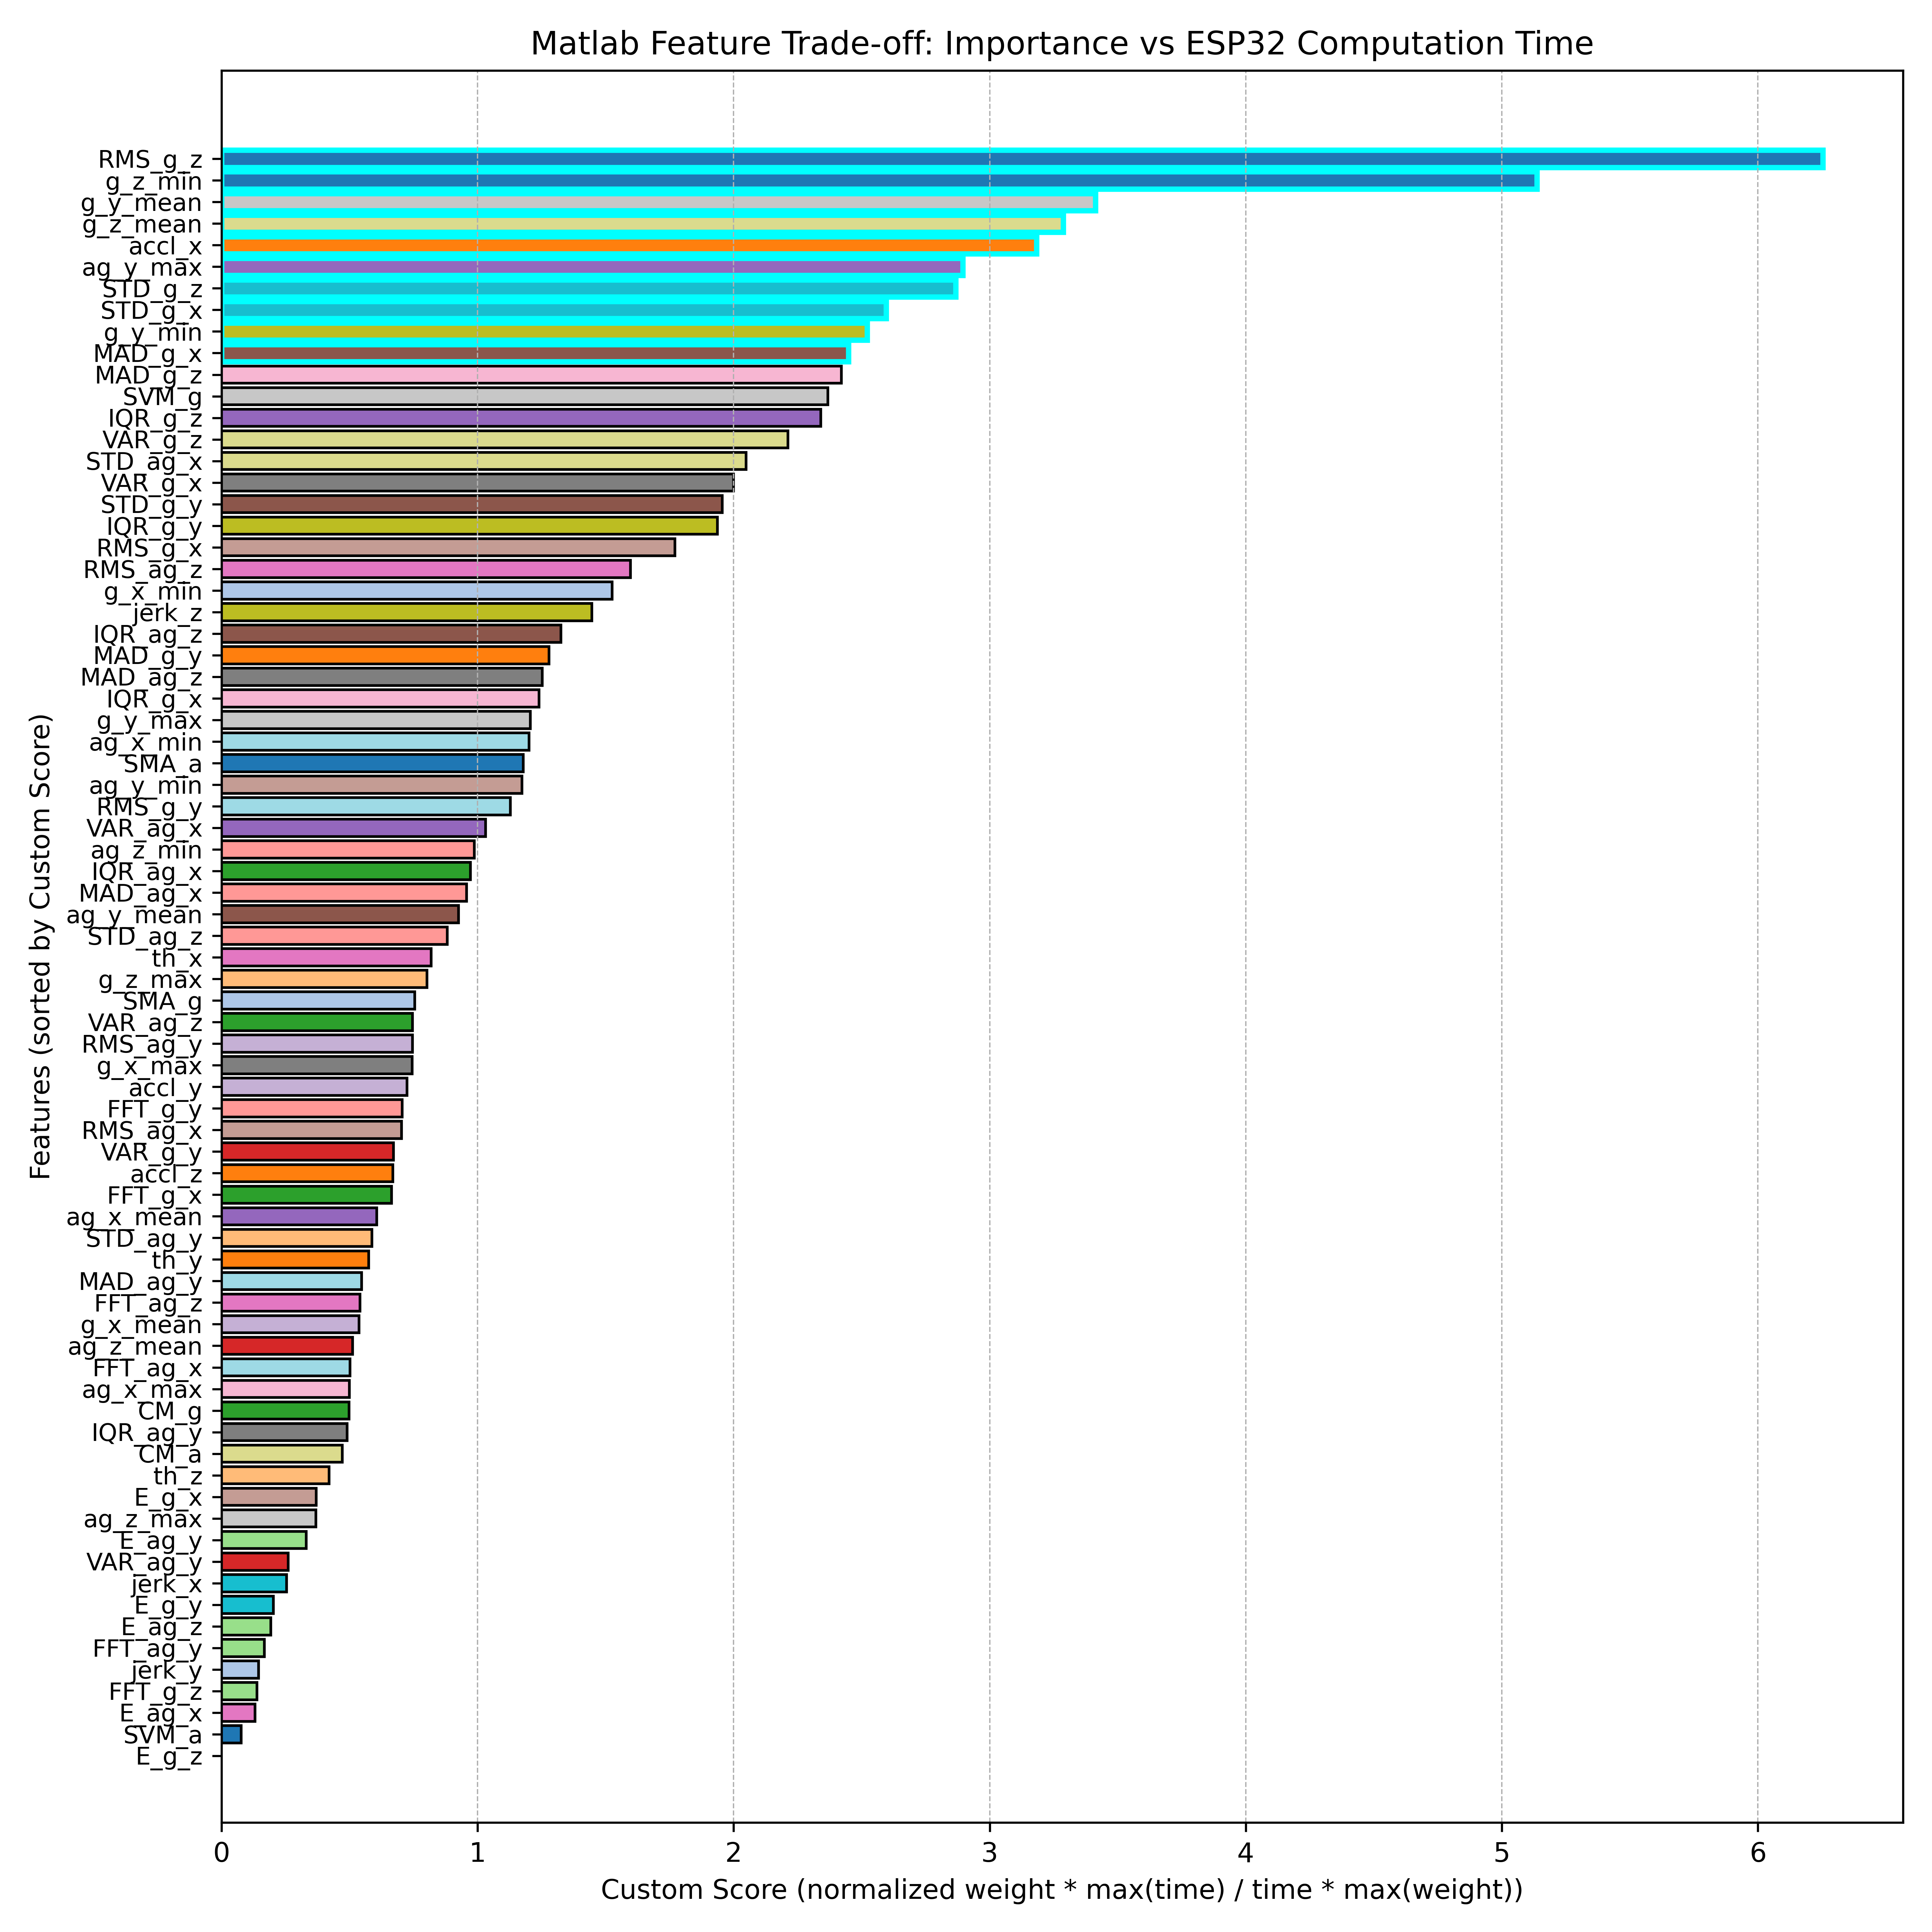 Matlab Feature Trade-off: Importance vs ESP32 Computation Time
RMS_g_z
g_z_min
g_y_mean
g_z_mean
accl_x
ag_y_max
STD_g_z
STD_g_x
g_y_min
MAD_g_x
MAD_g_z
SVM_g
IQR_g_z
VAR_g_z
STD_ag_x
VAR_g_x
STD_g_y
IQR_g_y
RMS_g_x
RMS_ag_z
g_x_min
jerk_z
IQR_ag_z
MAD_g_y
MAD_ag_z
IQR_g_x
g_y_max
ag_x_min
SMA_a
ag_y_min
RMS_g_y
VAR_ag_x
ag_z_min
IQR_ag_x
MAD_ag_x
ag_y_mean
STD_ag_z
th_x
g_z_max
SMA_g
VAR_ag_z
RMS_ag_y
g_x_max
accl_y
FFT_g_y
RMS_ag_x
VAR_g_y
accl_z
FFT_g_x
ag_x_mean
STD_ag_y
th_y
MAD_ag_y
FFT_ag_z
g_x_mean
ag_z_mean
FFT_ag_x
ag_x_max
CM_g
IQR_ag_y
CM_a
th_z
E_g_x
ag_z_max
E_ag_y
VAR_ag_y
jerk_x
E_g_y
E_ag_z
FFT_ag_y
jerk_y
FFT_g_z
E_ag_x
SVM_a
E_g_z
Features (sorted by Custom Score)
0 1 2 3 4 5 6
Custom Score (normalized weight * max(time) / time * max(weight))